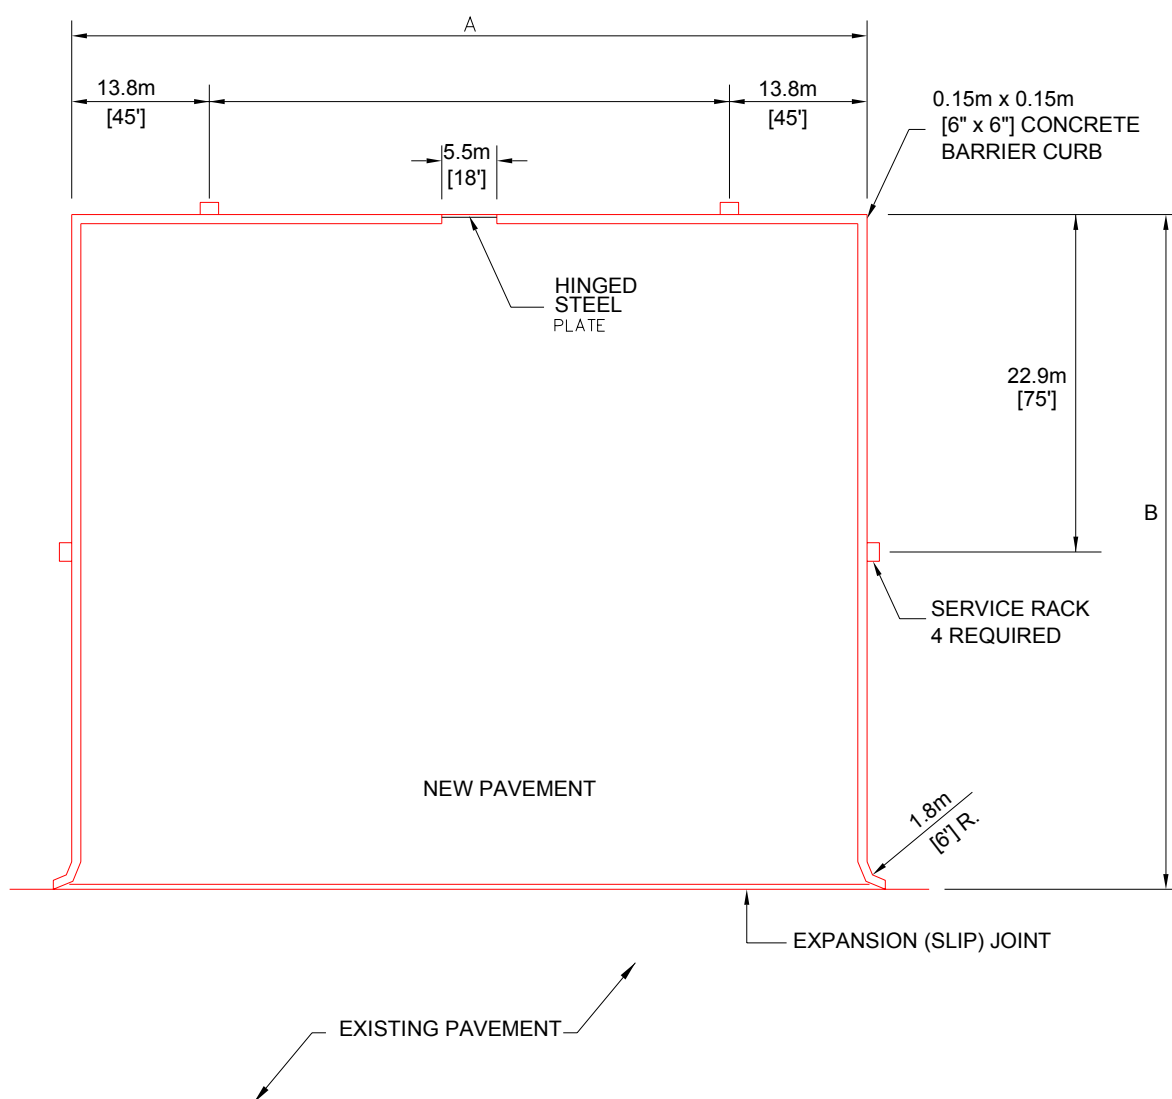 A
13.8m
[45']
13.8m
[45']
0.15m x 0.15m
[6" x 6"] CONCRETE
BARRIER CURB
5.5m
[18']
HINGED
STEEL
PLATE
22.9m
[75']
B
SERVICE RACK
4 REQUIRED
NEW PAVEMENT
1.8m
[6'] R.
EXPANSION (SLIP) JOINT
EXISTING PAVEMENT